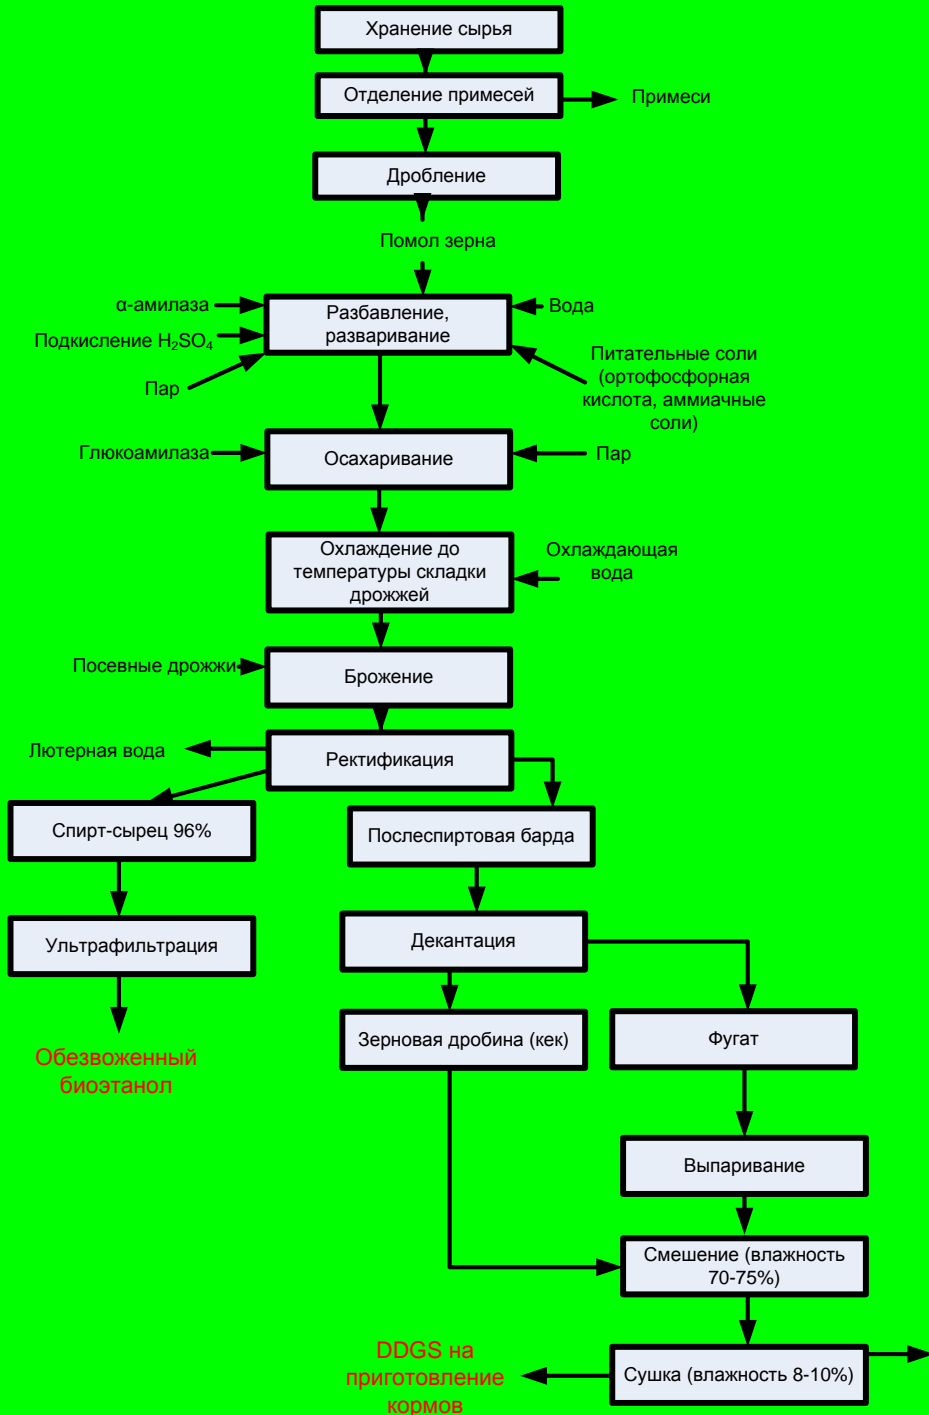 Хранение сырья
Отделение примесей
Примеси
Дробление
Помол зерна
α-амилаза
Подкисление H₂SO₄
Пар
Разбавление,
разваривание
Вода
Питательные соли
(ортофосфорная
кислота, аммиачные
соли)
Глюкоамилаза
Осахаривание
Пар
Охлаждение до
температуры складки
дрожжей
Охлаждающая
вода
Посевные дрожжи
Брожение
Лютерная вода
Ректификация
Спирт-сырец 96%
Послеспиртовая барда
Ультрафильтрация
Декантация
Обезвоженный
биоэтанол
Зерновая дробина (кек)
Фугат
Выпаривание
Смешение (влажность
70-75%)
DDGS на
приготовление
кормов
Сушка (влажность 8-10%)